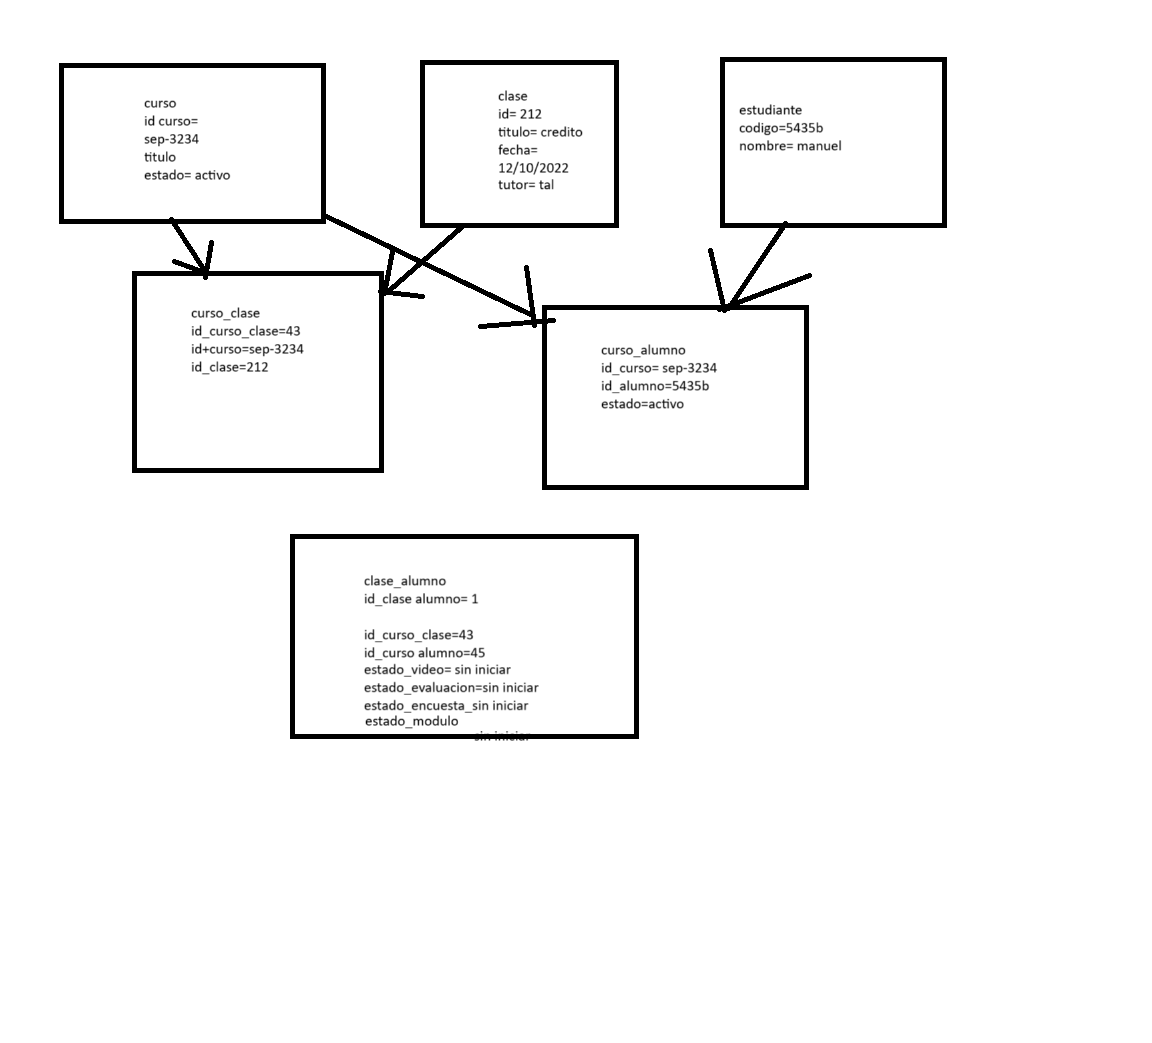 curso
id curso=
sep-3234
titulo
estado= activo
clase
id= 212
titulo= credito
fecha=
12/10/2022
tutor= tal
estudiante
codigo=5435b
nombre= manuel
curso_clase
id_curso_clase=43
id+curso=sep-3234
id_clase=212
curso_alumno
id_curso= sep-3234
id_alumno=5435b
estado=activo
clase_alumno
id_clase alumno= 1
id_curso_clase=43
id_curso alumno=45
estado_video= sin iniciar
estado_evaluacion=sin iniciar
estado_encuesta_sin iniciar
estado_modulo
sin iniciar